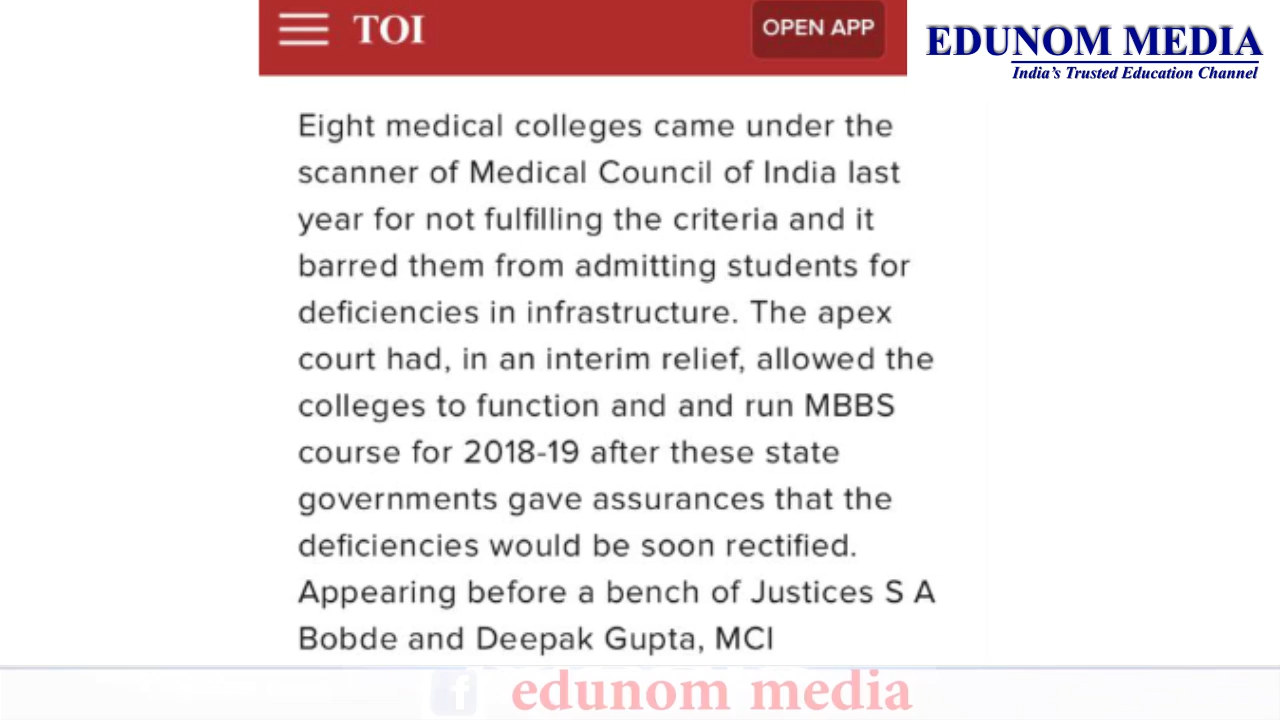 TOI
OPEN APP
EDUNOM MEDIA
India's Trusted Education Channel
Eight medical colleges came under the
scanner of Medical Council of India last
year for not fulfilling the criteria and it
barred them from admitting students for
deficiencies in infrastructure. The apex
court had, in an interim relief, allowed the
colleges to function and and run MBBS
course for 2018-19 after these state
governments gave assurances that the
deficiencies would be soon rectified.
Appearing before a bench of Justices S A
Bobde and Deepak Gupta, MCI
f edunom media